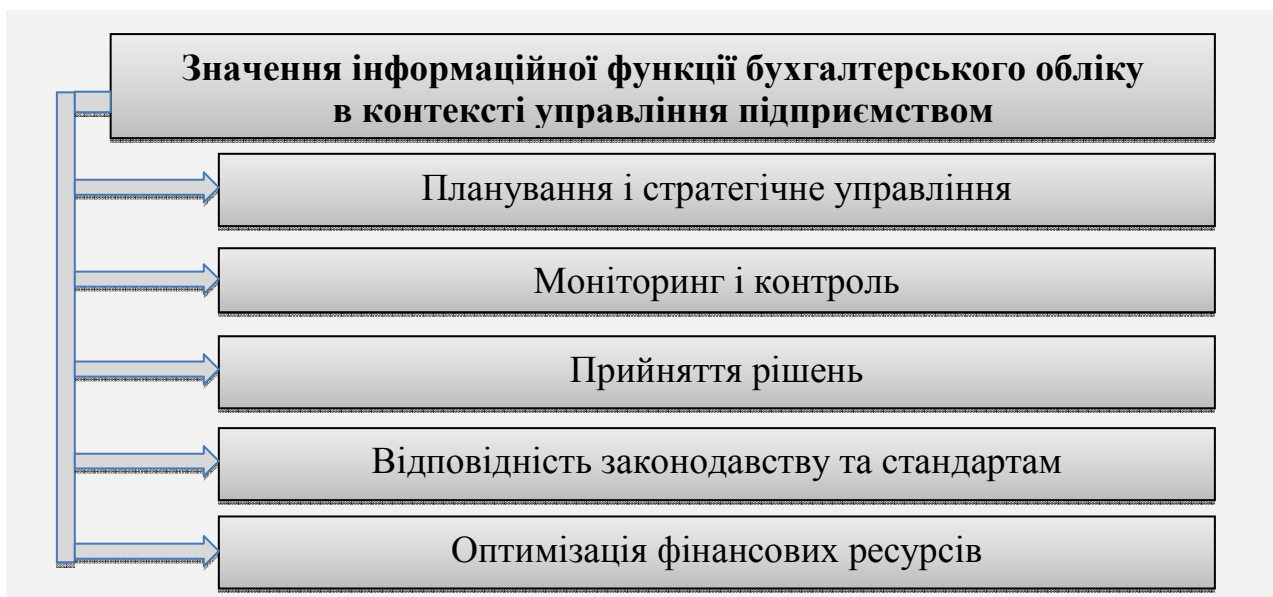 Значення інформаційної функції бухгалтерського обліку
в контексті управління підприємством
Планування і стратегічне управління
Моніторинг і контроль
Прийняття рішень
Відповідність законодавству та стандартам
Оптимізація фінансових ресурсів